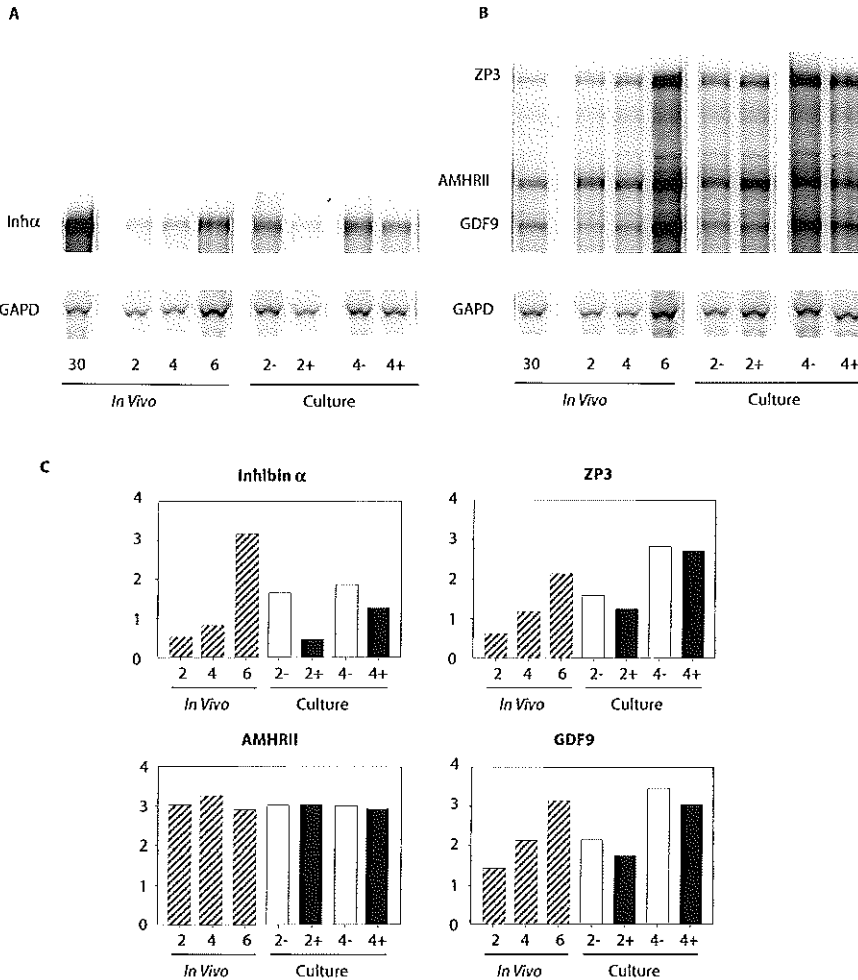 A
Inhα
GAPD
30 2 4 6 2- 2+ 4- 4+
In Vivo Culture
B
ZP3
AMHRII
GDF9
GAPD
30 2 4 6 2- 2+ 4- 4+
In Vivo Culture
C
Inhibin α
4
3
2
1
0
2 4 6 2- 2+ 4- 4+
In Vivo Culture
ZP3
4
3
2
1
0
2 4 6 2- 2+ 4- 4+
In Vivo Culture
AMHRII
4
3
2
1
0
2 4 6 2- 2+ 4- 4+
In Vivo Culture
GDF9
4
3
2
1
0
2 4 6 2- 2+ 4- 4+
In Vivo Culture